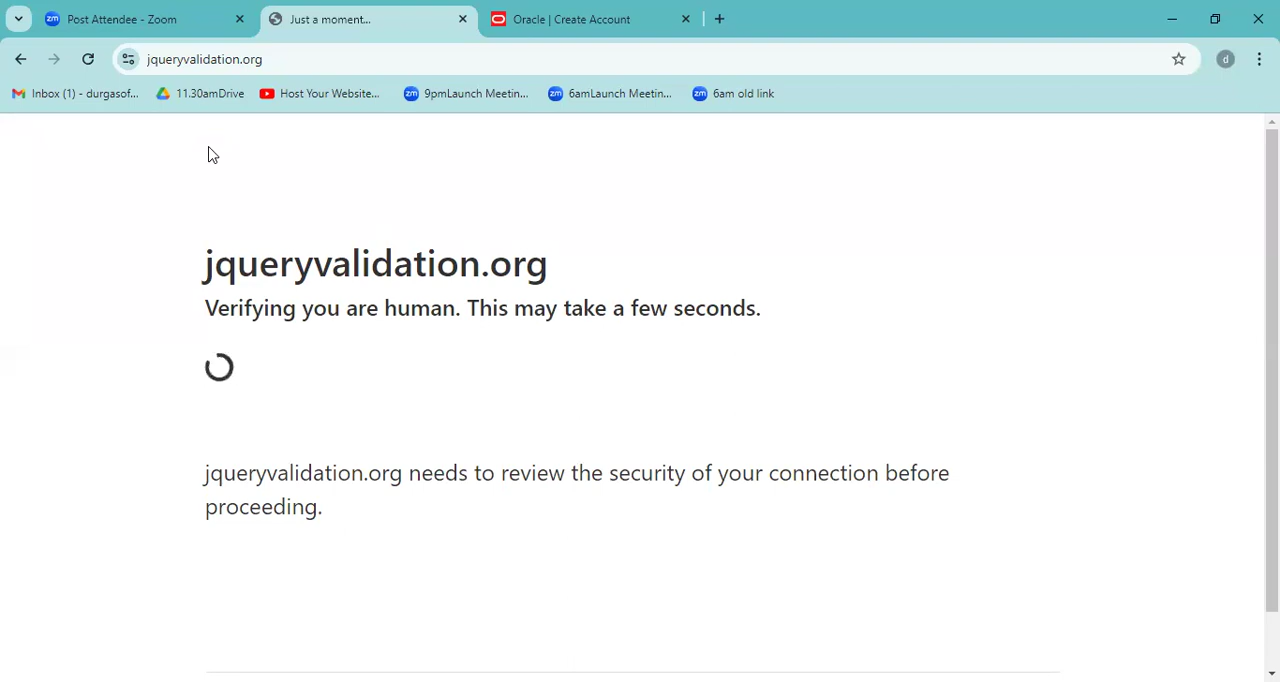 Post Attendee - Zoom
Just a moment...
Oracle | Create Account
jqueryvalidation.org
Inbox (1) - durgasof...
11.30amDrive
Host Your Website...
9pmLaunch Meetin...
6amLaunch Meetin...
6am old link
jqueryvalidation.org
Verifying you are human. This may take a few seconds.
jqueryvalidation.org needs to review the security of your connection before
proceeding.